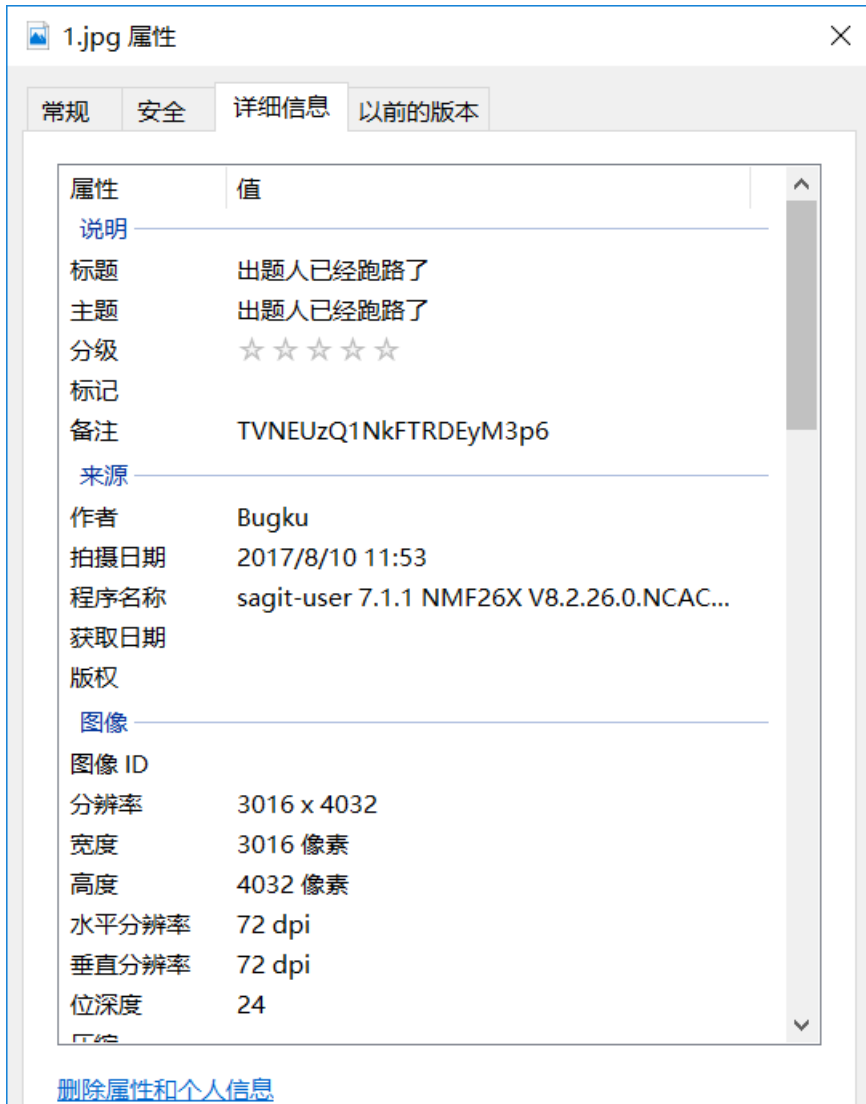 1.jpg 属性
常规 安全 详细信息 以前的版本
属性 值
说明
标题 出题人已经跑路了
主题 出题人已经跑路了
分级
标记
备注 TVNEUzQ1NkFTRDEyM3p6
来源
作者 Bugku
拍摄日期 2017/8/10 11:53
程序名称 sagit-user 7.1.1 NMF26X V8.2.26.0.NCAC...
获取日期
版权
图像
图像 ID
分辨率 3016 x 4032
宽度 3016 像素
高度 4032 像素
水平分辨率 72 dpi
垂直分辨率 72 dpi
位深度 24
删除属性和个人信息